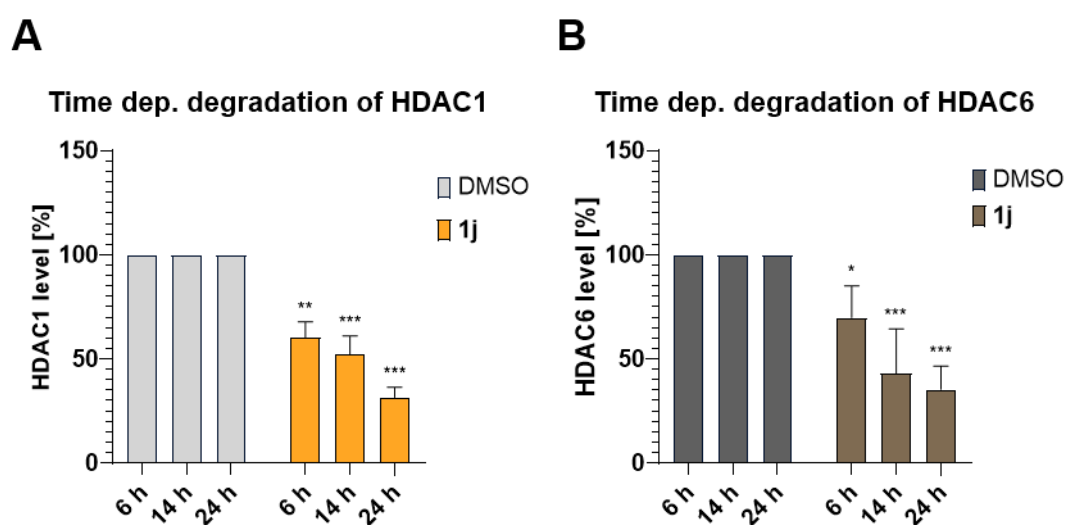 A
Time dep. degradation of HDAC1
HDAC1 level [%]
150
100
50
0
DMSO
1j
**
***
***
6 h
14 h
24 h
6 h
14 h
24 h
B
Time dep. degradation of HDAC6
HDAC6 level [%]
150
100
50
0
DMSO
1j
*
***
***
6 h
14 h
24 h
6 h
14 h
24 h